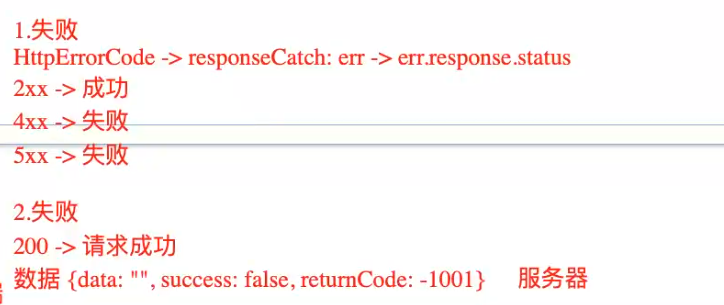 1.失败
HttpErrorCode -> responseCatch: err -> err.response.status
2xx -> 成功
4xx -> 失败
5xx -> 失败
2.失败
200 -> 请求成功
数据 {data: "", success: false, returnCode: -1001} 服务器